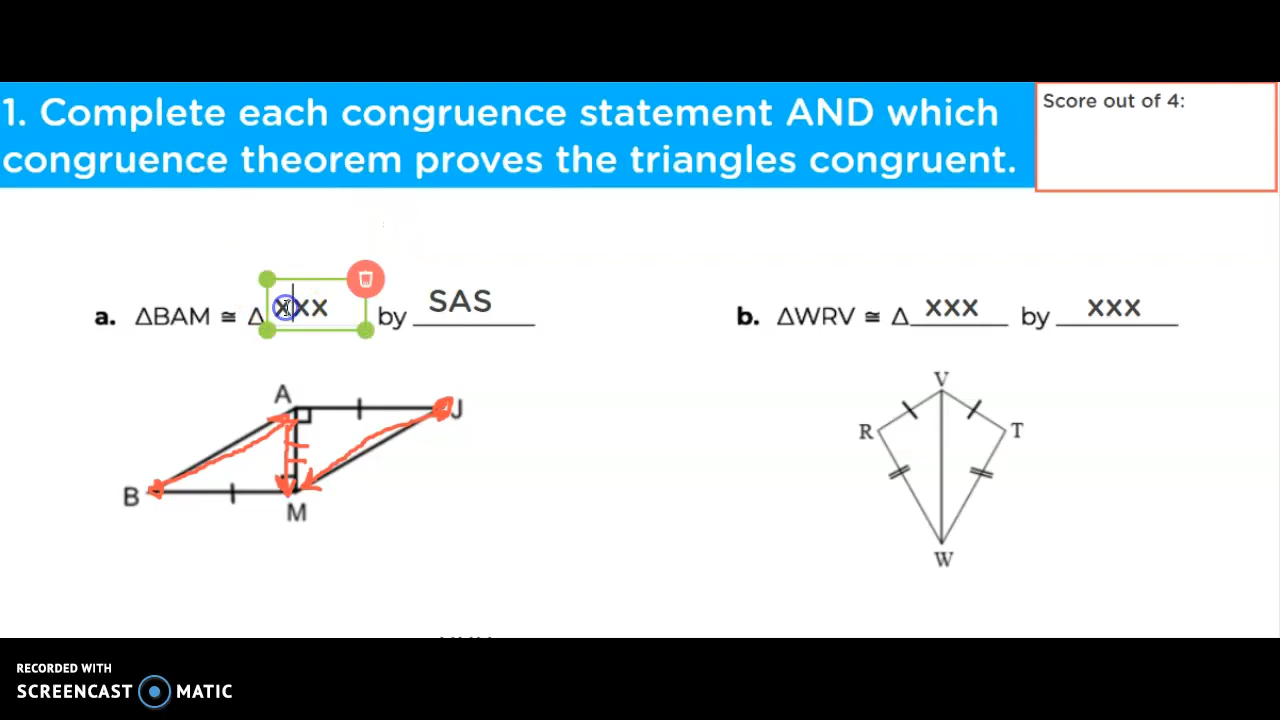 1. Complete each congruence statement AND which
congruence theorem proves the triangles congruent.
Score out of 4:
a. ΔBAM ≅ Δ xxx by SAS
b. ΔWRV ≅ Δ xxx by xxx
A
J
B
M
V
R
T
W
RECORDED WITH
SCREENCAST MATIC